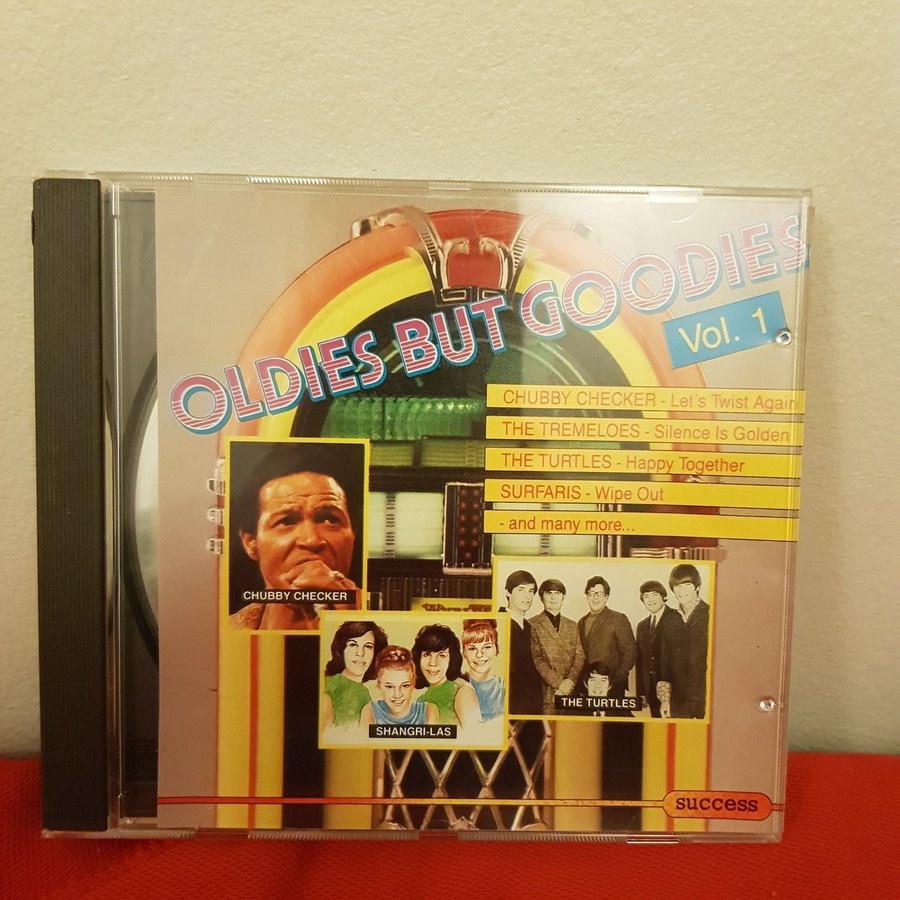 OLDIES BUT GOODIES
Vol. 1
CHUBBY CHECKER - Let's Twist Again
THE TREMELOES - Silence Is Golden
THE TURTLES - Happy Together
SURFARIS - Wipe Out
- and many more...
CHUBBY CHECKER
SHANGRI-LAS
THE TURTLES
success